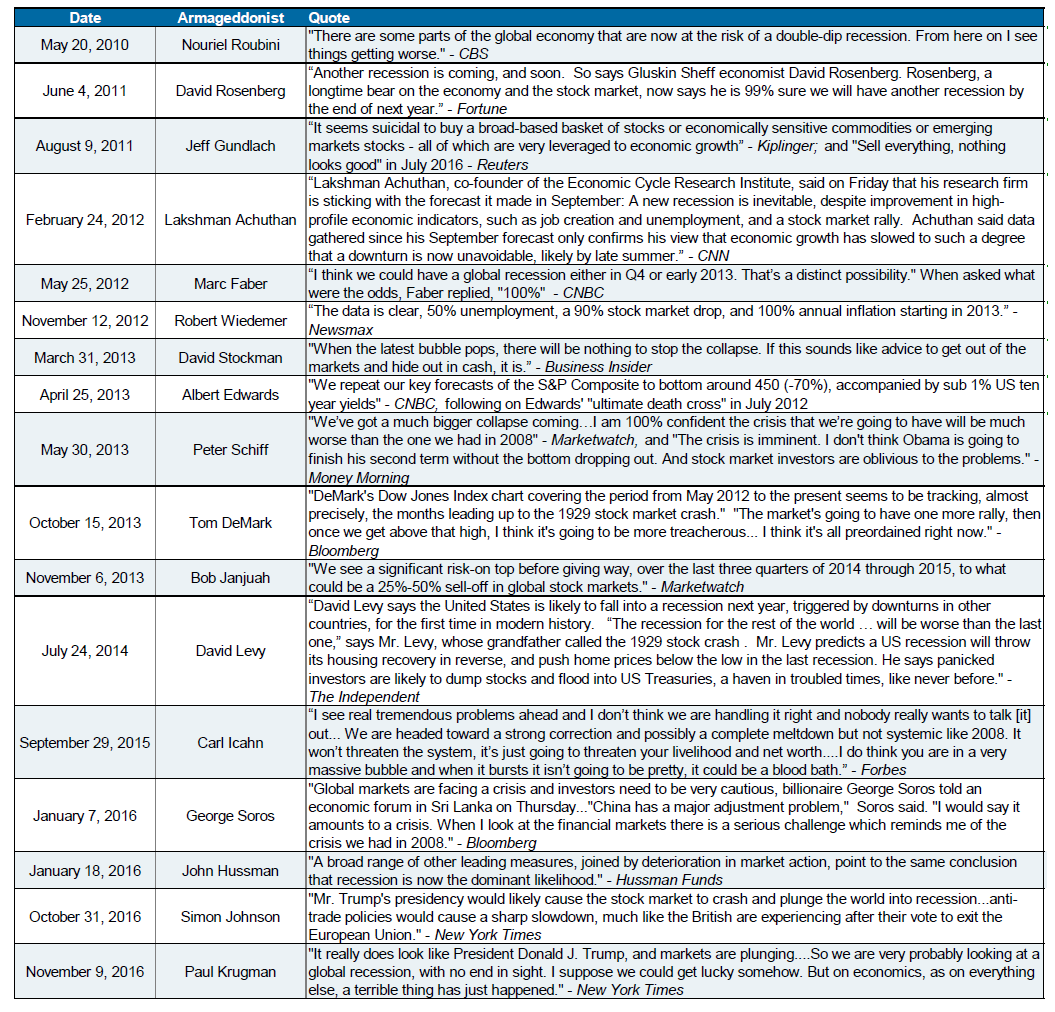 Date Armageddonist Quote
May 20, 2010 Nouriel Roubini "There are some parts of the global economy that are now at the risk of a double-dip recession. From here on I see
things getting worse." - CBS
June 4, 2011 David Rosenberg “Another recession is coming, and soon. So says Gluskin Sheff economist David Rosenberg. Rosenberg, a
longtime bear on the economy and the stock market, now says he is 99% sure we will have another recession by
the end of next year.” - Fortune
August 9, 2011 Jeff Gundlach “It seems suicidal to buy a broad-based basket of stocks or economically sensitive commodities or emerging
markets stocks - all of which are very leveraged to economic growth” - Kiplinger; and "Sell everything, nothing
looks good” in July 2016 - Reuters
February 24, 2012 Lakshman Achuthan “Lakshman Achuthan, co-founder of the Economic Cycle Research Institute, said on Friday that his research firm
is sticking with the forecast it made in September: A new recession is inevitable, despite improvement in high-
profile economic indicators, such as job creation and unemployment, and a stock market rally. Achuthan said data
gathered since his September forecast only confirms his view that economic growth has slowed to such a degree
that a downturn is now unavoidable, likely by late summer.” - CNN
May 25, 2012 Marc Faber “I think we could have a global recession either in Q4 or early 2013. That’s a distinct possibility." When asked what
were the odds, Faber replied, "100%" - CNBC
November 12, 2012 Robert Wiedemer “The data is clear, 50% unemployment, a 90% stock market drop, and 100% annual inflation starting in 2013.” -
Newsmax
March 31, 2013 David Stockman "When the latest bubble pops, there will be nothing to stop the collapse. If this sounds like advice to get out of the
markets and hide out in cash, it is.” - Business Insider
April 25, 2013 Albert Edwards "We repeat our key forecasts of the S&P Composite to bottom around 450 (-70%), accompanied by sub 1% US ten
year yields" - CNBC, following on Edwards' "ultimate death cross" in July 2012
May 30, 2013 Peter Schiff "We've got a much bigger collapse coming…I am 100% confident the crisis that we’re going to have will be much
worse than the one we had in 2008" - Marketwatch, and "The crisis is imminent. I don't think Obama is going to
finish his second term without the bottom dropping out. And stock market investors are oblivious to the problems." -
Money Morning
October 15, 2013 Tom DeMark "DeMark's Dow Jones Index chart covering the period from May 2012 to the present seems to be tracking, almost
precisely, the months leading up to the 1929 stock market crash." "The market's going to have one more rally, then
once we get above that high, I think it's going to be more treacherous... I think it's all preordained right now." -
Bloomberg
November 6, 2013 Bob Janjuah "We see a significant risk-on top before giving way, over the last three quarters of 2014 through 2015, to what
could be a 25%-50% sell-off in global stock markets." - Marketwatch
July 24, 2014 David Levy “David Levy says the United States is likely to fall into a recession next year, triggered by downturns in other
countries, for the first time in modern history. “The recession for the rest of the world … will be worse than the last
one,” says Mr. Levy, whose grandfather called the 1929 stock crash . Mr. Levy predicts a US recession will throw
its housing recovery in reverse, and push home prices below the low in the last recession. He says panicked
investors are likely to dump stocks and flood into US Treasuries, a haven in troubled times, like never before." -
The Independent
September 29, 2015 Carl Icahn “I see real tremendous problems ahead and I don’t think we are handling it right and nobody really wants to talk [it]
out... We are headed toward a strong correction and possibly a complete meltdown but not systemic like 2008. It
won’t threaten the system, it’s just going to threaten your livelihood and net worth....I do think you are in a very
massive bubble and when it bursts it isn’t going to be pretty, it could be a blood bath.” - Forbes
January 7, 2016 George Soros "Global markets are facing a crisis and investors need to be very cautious, billionaire George Soros told an
economic forum in Sri Lanka on Thursday..."China has a major adjustment problem," Soros said. "I would say it
amounts to a crisis. When I look at the financial markets there is a serious challenge which reminds me of the
crisis we had in 2008." - Bloomberg
January 18, 2016 John Hussman "A broad range of other leading measures, joined by deterioration in market action, point to the same conclusion
that recession is now the dominant likelihood." - Hussman Funds
October 31, 2016 Simon Johnson "Mr. Trump's presidency would likely cause the stock market to crash and plunge the world into recession...anti-
trade policies would cause a sharp slowdown, much like the British are experiencing after their vote to exit the
European Union." - New York Times
November 9, 2016 Paul Krugman "It really does look like President Donald J. Trump, and markets are plunging....So we are very probably looking at a
global recession, with no end in sight. I suppose we could get lucky somehow. But on economics, as on everything
else, a terrible thing has just happened." - New York Times